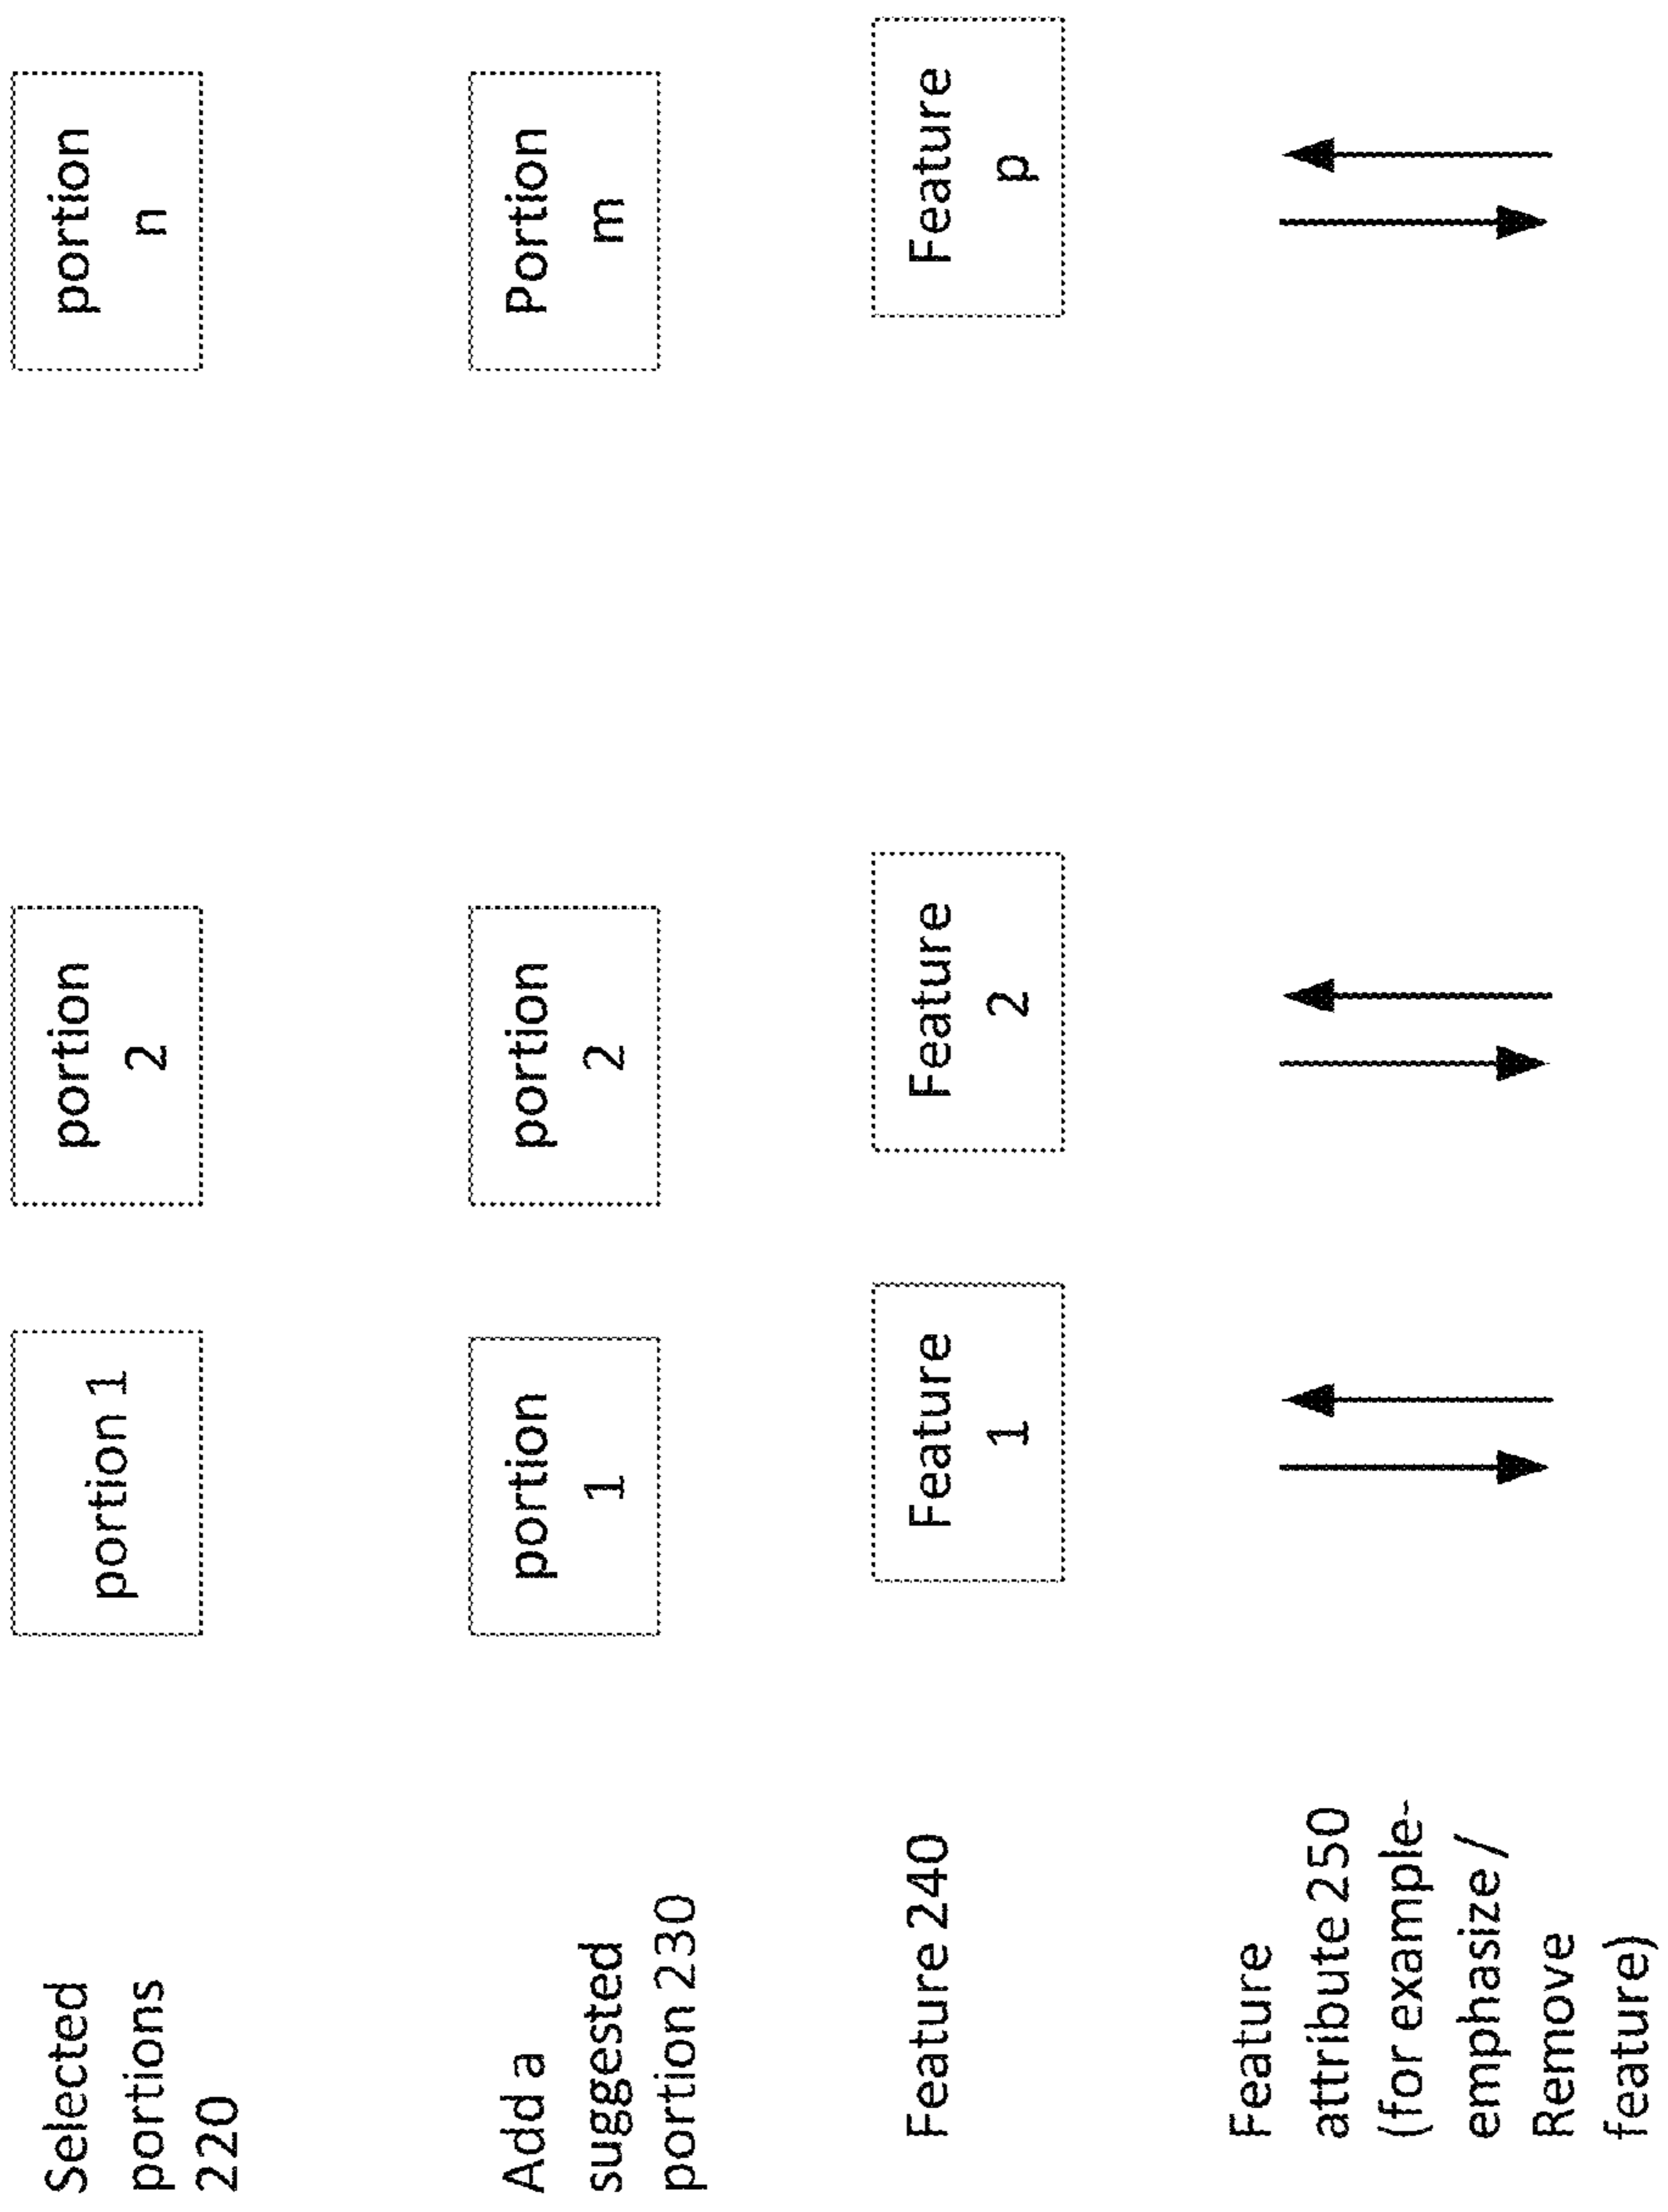 Selected
portions
220
portion 1
portion
2
portion
n
Add a
suggested
portion 230
portion
1
portion
2
Portion
m
Feature 240
Feature
1
Feature
2
Feature
p
Feature
attribute 250
(for example-
emphasize /
Remove
feature)